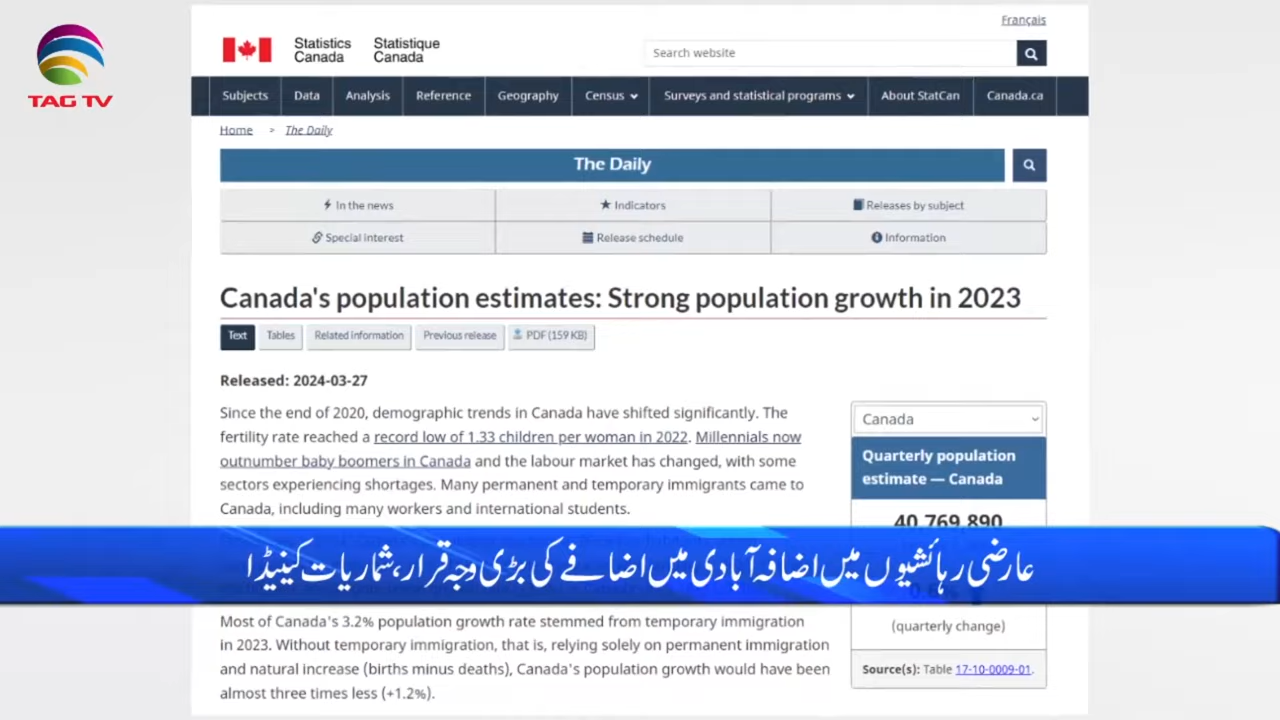 TAG TV
Français
Statistics Canada
Statistique Canada
Search website
Subjects Data Analysis Reference Geography Census Surveys and statistical programs About StatCan Canada.ca
Home > The Daily
The Daily
In the news Indicators Releases by subject
Special interest Release schedule Information
Canada's population estimates: Strong population growth in 2023
Text Tables Related information Previous release PDF (159 KB)
Released: 2024-03-27
Since the end of 2020, demographic trends in Canada have shifted significantly. The
fertility rate reached a record low of 1.33 children per woman in 2022. Millennials now
outnumber baby boomers in Canada and the labour market has changed, with some
sectors experiencing shortages. Many permanent and temporary immigrants came to
Canada, including many workers and international students.
Canada
Quarterly population
estimate — Canada
40,769,890
عارضی رہائشیوں میں اضافہ آبادی میں اضافے کی بڑی وجہ قرار، شماریات کینیڈا
Most of Canada's 3.2% population growth rate stemmed from temporary immigration
in 2023. Without temporary immigration, that is, relying solely on permanent immigration
and natural increase (births minus deaths), Canada's population growth would have been
almost three times less (+1.2%).
(quarterly change)
Source(s): Table 17-10-0009-01.